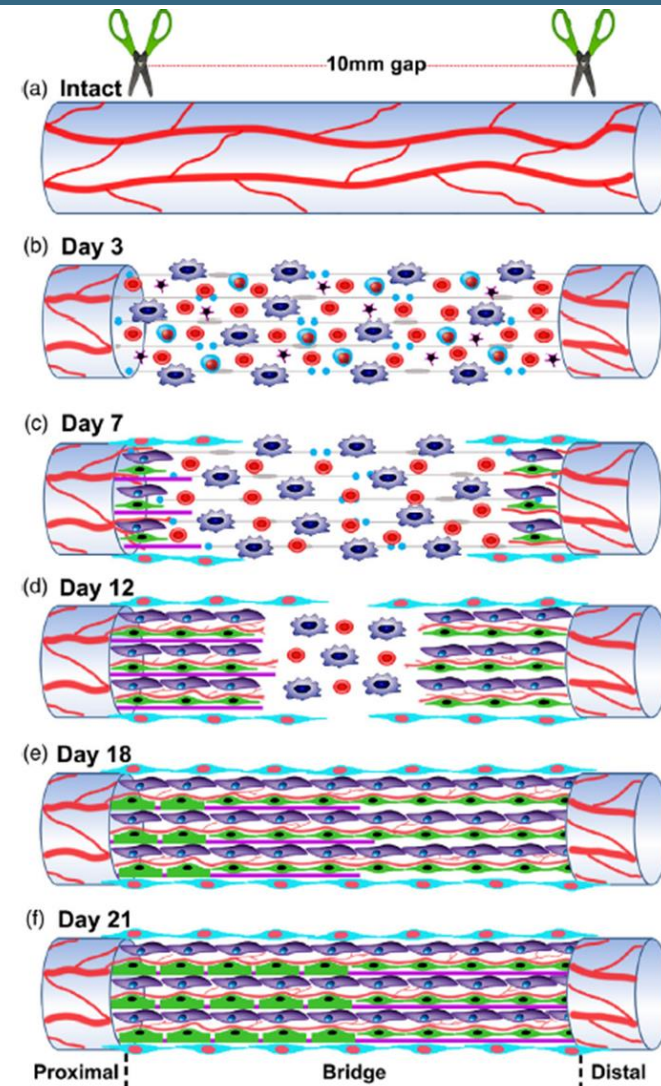 10mm gap
(a) Intact
(b) Day 3
(c) Day 7
(d) Day 12
(e) Day 18
(f) Day 21
Proximal Bridge Distal